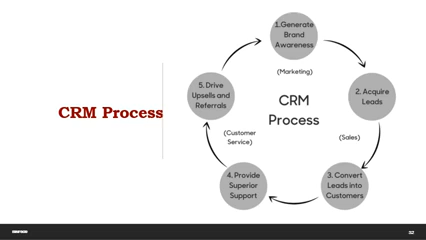 CRM Process
1.Generate
Brand
Awareness
(Marketing)
2. Acquire
Leads
(Sales)
3. Convert
Leads into
Customers
4. Provide
Superior
Support
(Customer
Service)
5. Drive
Upsells and
Referrals
CRM
Process
32